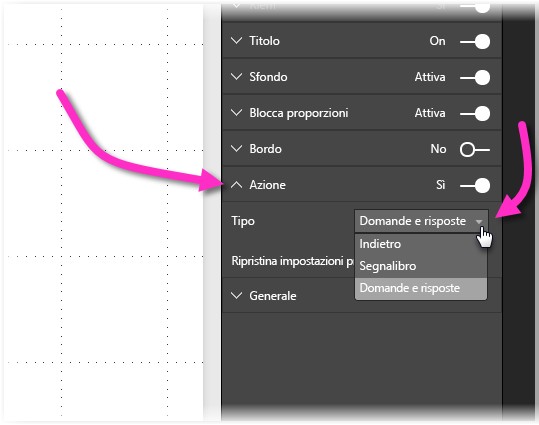 Titolo On
Sfondo Attiva
Blocca proporzioni Attiva
Bordo No
Azione Sì
Tipo Domande e risposte
Indietro
Segnalibro
Ripristina impostazioni
Domande e risposte
Generale